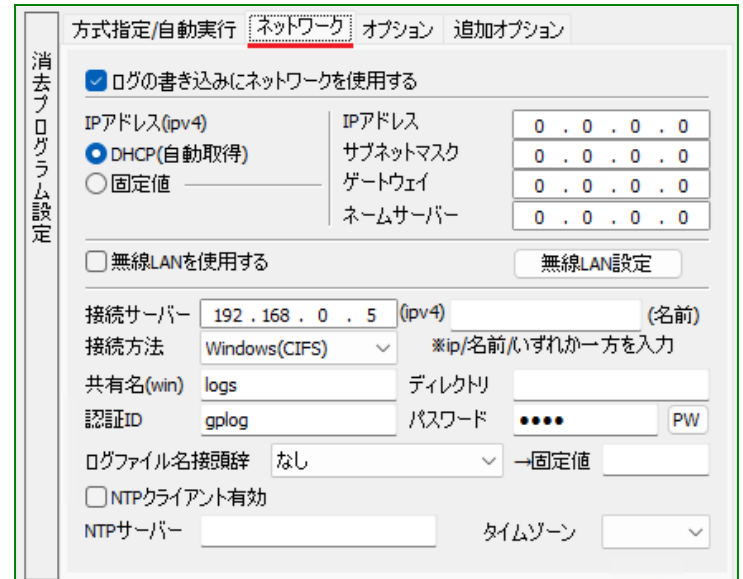 方式指定/自動実行 ネットワーク オプション 追加オプション
消去プログラム設定
ログの書き込みにネットワークを使用する
IPアドレス(ipv4)
DHCP(自動取得)
固定値
IPアドレス 0 . 0 . 0 . 0
サブネットマスク 0 . 0 . 0 . 0
ゲートウェイ 0 . 0 . 0 . 0
ネームサーバー 0 . 0 . 0 . 0
無線LANを使用する 無線LAN設定
接続サーバー 192 . 168 . 0 . 5 (ipv4) (名前)
接続方法 Windows(CIFS) ※ip/名前/いずれか一方を入力
共有名(win) logs ディレクトリ
認証ID gplog パスワード ●●●● PW
ログファイル名接頭辞 なし →固定値
NTPクライアント有効
NTPサーバー タイムゾーン